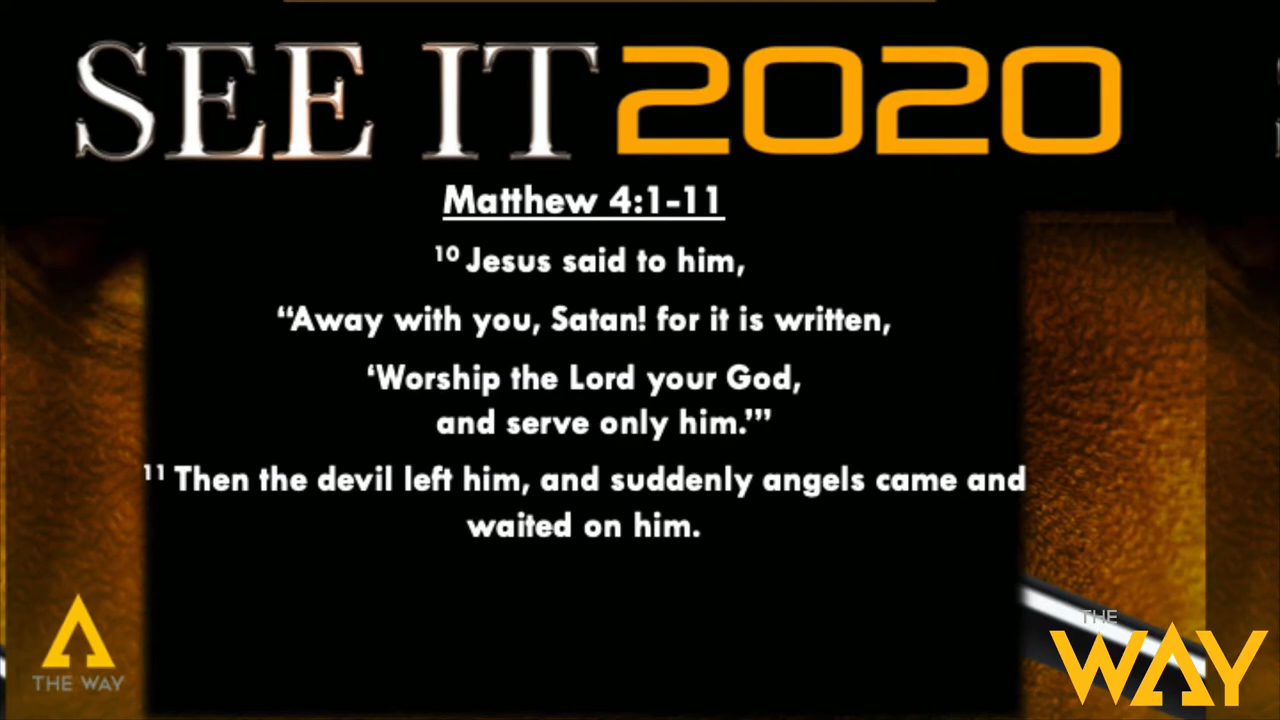 SEE IT 2020
Matthew 4:1-11
¹⁰ Jesus said to him,
“Away with you, Satan! for it is written,
‘Worship the Lord your God,
and serve only him.’”
¹¹ Then the devil left him, and suddenly angels came and
waited on him.
THE WAY
THE
WAY